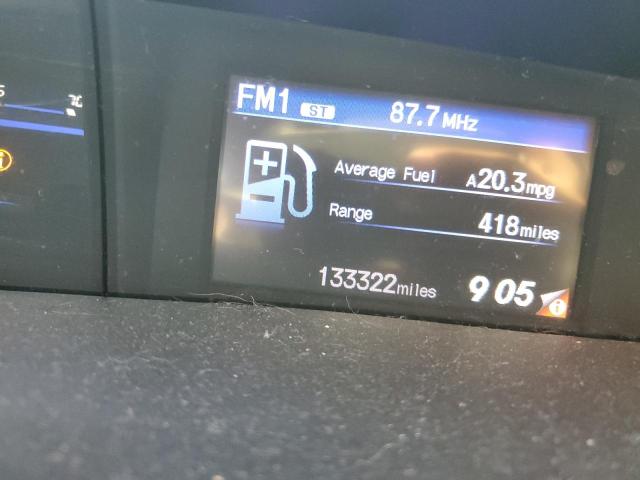 FM1 ST 87.7 MHz
Average Fuel A20.3mpg
Range 418miles
133322miles 9 05